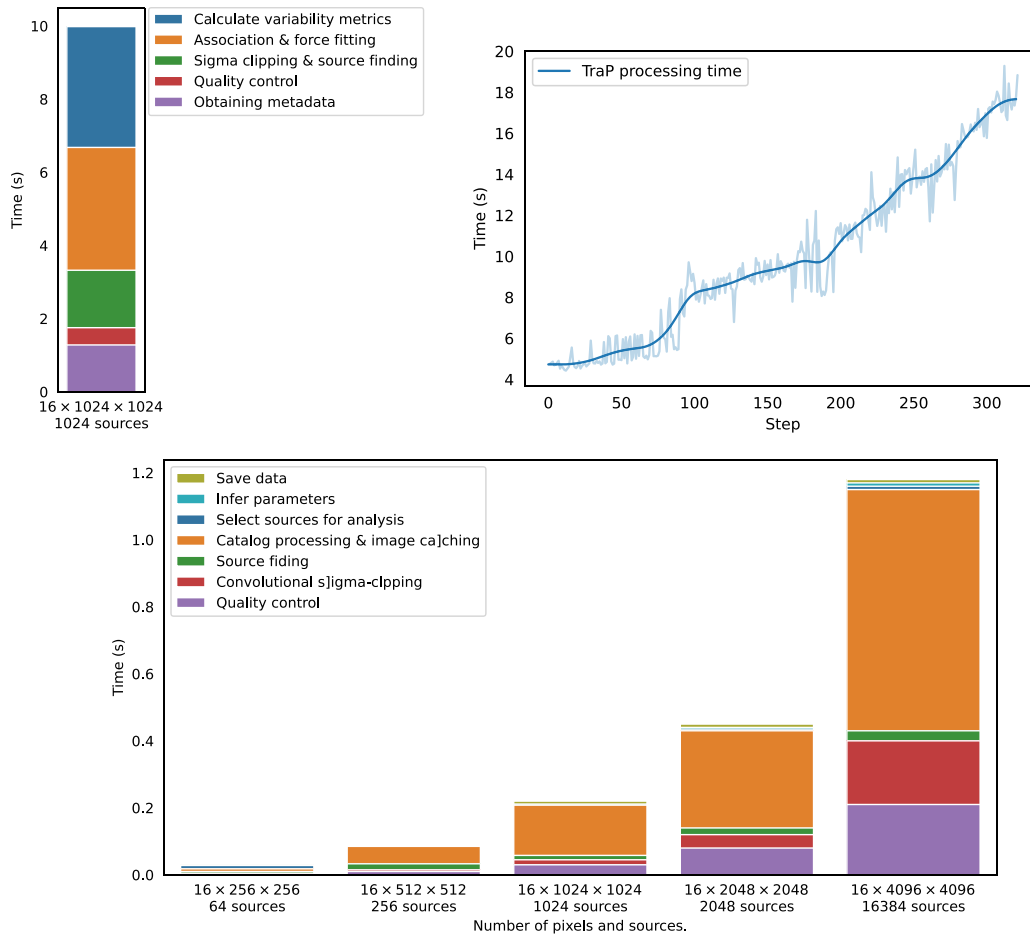 10
8
6
4
2
0
Time (s)
Calculate variability metrics
Association & force fitting
Sigma clipping & source finding
Quality control
Obtaining metadata
16 × 1024 × 1024
1024 sources
20
18
16
14
12
10
8
6
4
Time (s)
TraP processing time
0 50 100 150 200 250 300
Step
1.2
1.0
0.8
0.6
0.4
0.2
0.0
Time (s)
Save data
Infer parameters
Select sources for analysis
Catalog processing & image ca]ching
Source fiding
Convolutional s]igma-clpping
Quality control
16 × 256 × 256 16 × 512 × 512 16 × 1024 × 1024 16 × 2048 × 2048 16 × 4096 × 4096
64 sources 256 sources 1024 sources 2048 sources 16384 sources
Number of pixels and sources.